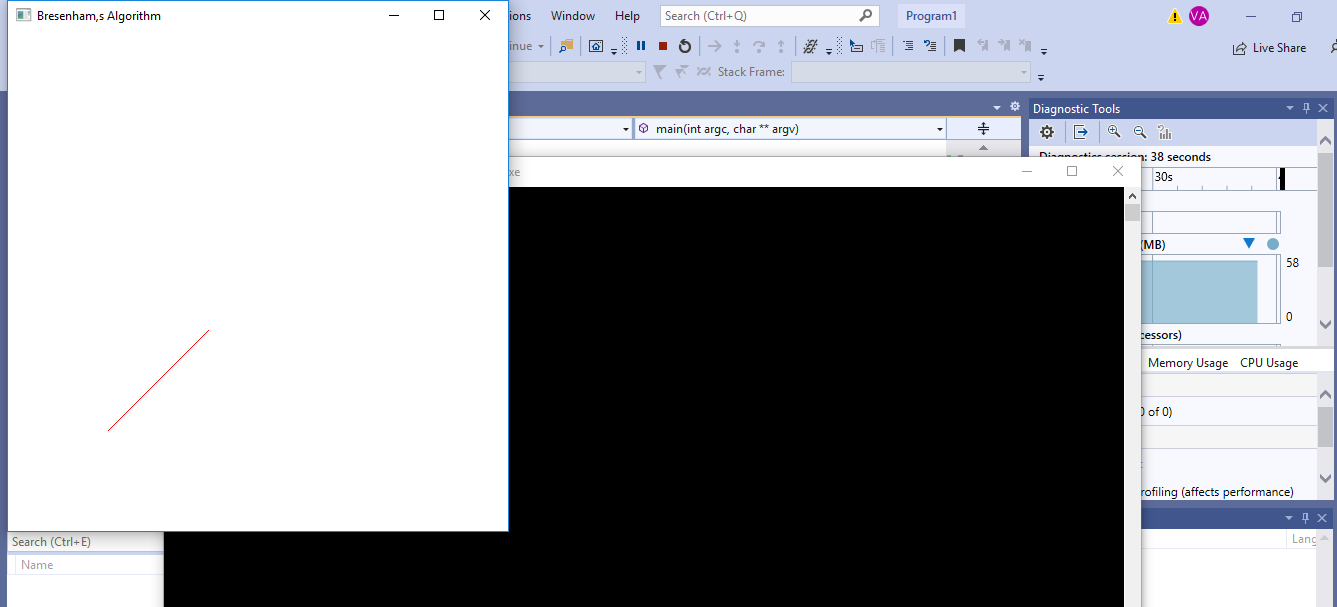 Bresenham,s Algorithm
ions Window Help Search (Ctrl+Q) Program1 VA
nue Live Share
Stack Frame:
Diagnostic Tools
main(int argc, char ** argv)
Diagnostics session: 38 seconds
xe
30s
(MB)
58
0
cessors)
Memory Usage CPU Usage
0 of 0)
rofiling (affects performance)
Search (Ctrl+E)
Lang
Name